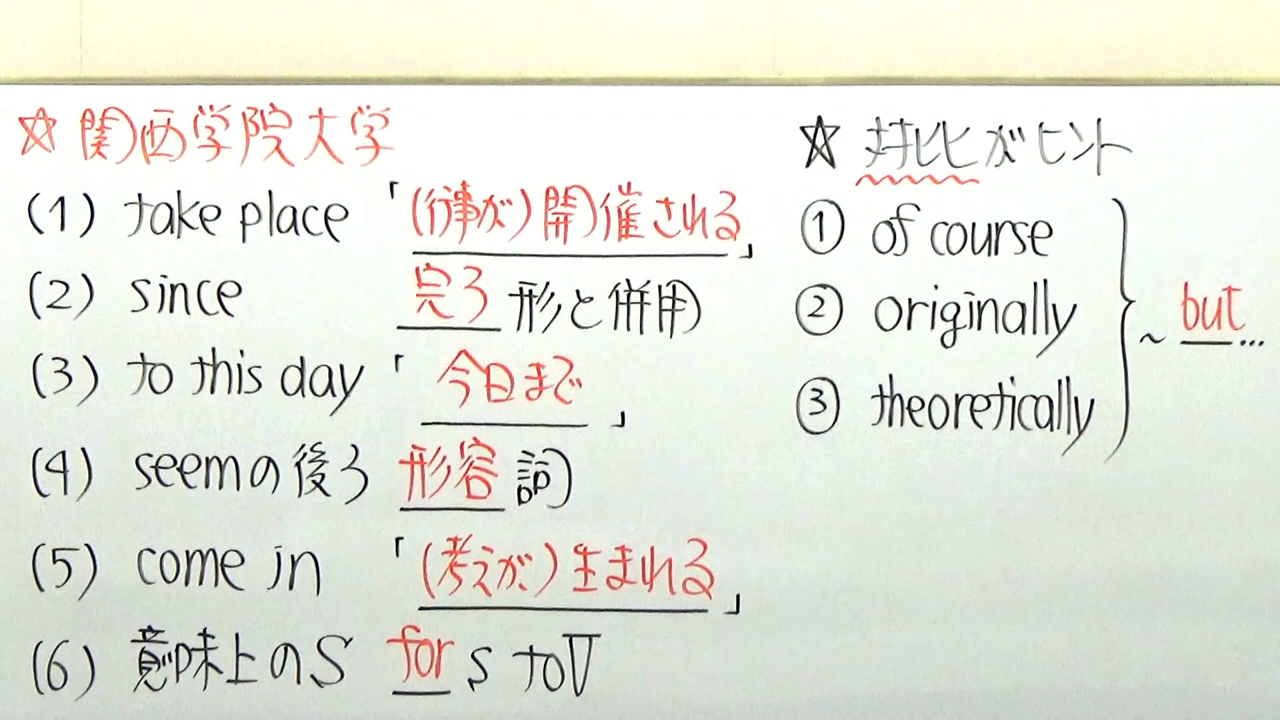 ☆ 関西学院大学
(1) take place 「(行事が)開催される」
(2) since 完了形と併用
(3) to this day 「今日まで」
(4) seemの後ろ 形容詞
(5) come in 「(考えが)生まれる」
(6) 意味上のS for S toV
☆ 対比がヒント
① of course
② originally
③ theoretically
~ but…